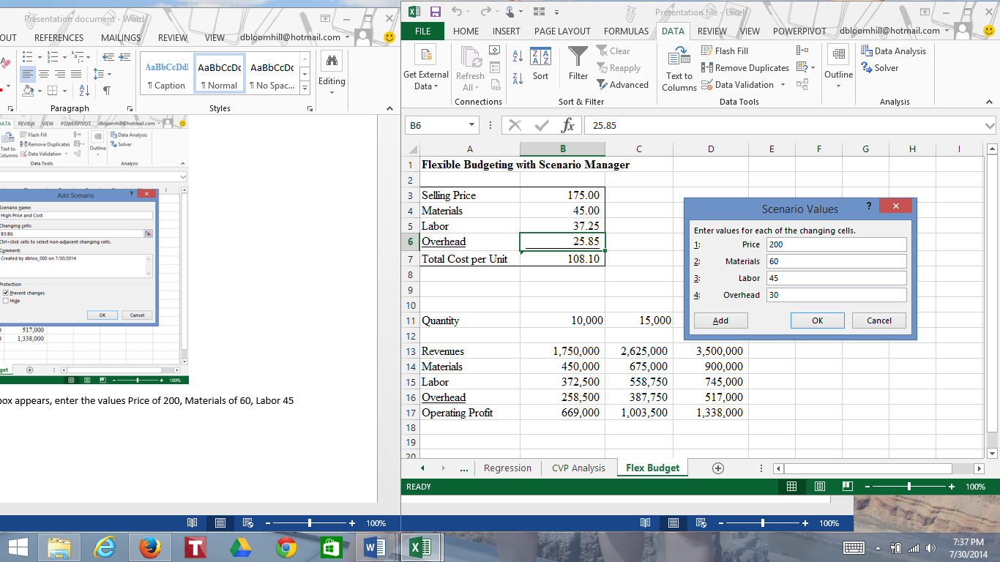 Presentation document - Word
OUT REFERENCES MAILINGS REVIEW VIEW dbloomhill@hotmail.com
AaBbCcDdI AaBbCcDc AaBbCcDc
¶ Caption ¶ Normal ¶ No Spac...
Editing
Paragraph Styles
DATA REVIEW VIEW POWERPIVOT dbloomhill@hotmail.com
Text to Columns
Flash Fill
Remove Duplicates
Data Validation
Outline
Data Analysis
Solver
Data Tools Analysis
Add Scenario ?
Scenario name:
High Price and Cost
Changing cells:
B3:B6
Ctrl+click cells to select non-adjacent changing cells.
Comment:
Created by dbloo_000 on 7/30/2014
Protection
Prevent changes
Hide
OK Cancel
517,000
1,338,000
100%
box appears, enter the values Price of 200, Materials of 60, Labor 45
100%
Presentation file - Excel
FILE HOME INSERT PAGE LAYOUT FORMULAS DATA REVIEW VIEW POWERPIVOT dbloomhill@hotmail.com
Get External Data
Refresh All
Connections
Sort
Filter
Clear
Reapply
Advanced
Sort & Filter
Text to Columns
Flash Fill
Remove Duplicates
Data Validation
Data Tools
Outline
Data Analysis
Solver
Analysis
B6 fx 25.85
A B C D E F G H I
1 Flexible Budgeting with Scenario Manager
2
3 Selling Price 175.00
4 Materials 45.00
5 Labor 37.25
6 Overhead 25.85
7 Total Cost per Unit 108.10
8
9
10
11 Quantity 10,000 15,000
12
13 Revenues 1,750,000 2,625,000 3,500,000
14 Materials 450,000 675,000 900,000
15 Labor 372,500 558,750 745,000
16 Overhead 258,500 387,750 517,000
17 Operating Profit 669,000 1,003,500 1,338,000
18
19
20
Scenario Values ?
Enter values for each of the changing cells.
1: Price 200
2: Materials 60
3: Labor 45
4: Overhead 30
Add OK Cancel
... Regression CVP Analysis Flex Budget
READY 100%
100%
7:37 PM
7/30/2014